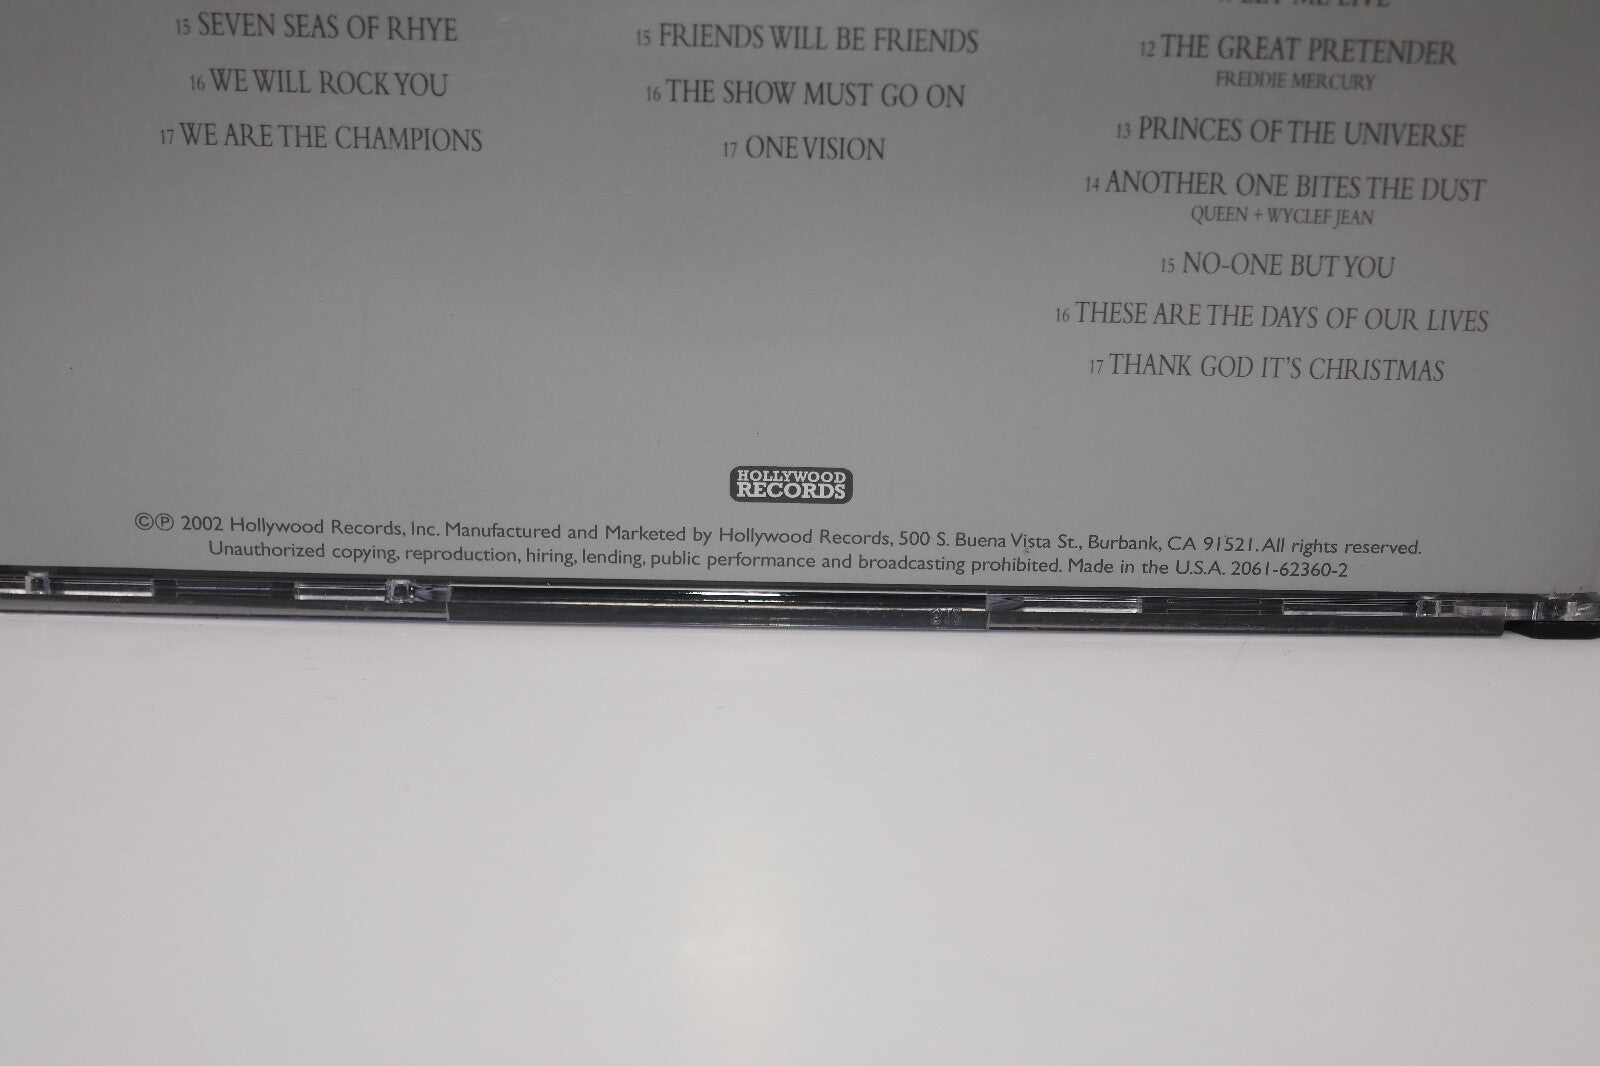 15 SEVEN SEAS OF RHYE
16 WE WILL ROCK YOU
17 WE ARE THE CHAMPIONS
15 FRIENDS WILL BE FRIENDS
16 THE SHOW MUST GO ON
17 ONE VISION
LET ME LIVE
12 THE GREAT PRETENDER
FREDDIE MERCURY
13 PRINCES OF THE UNIVERSE
14 ANOTHER ONE BITES THE DUST
QUEEN + WYCLEF JEAN
15 NO-ONE BUT YOU
16 THESE ARE THE DAYS OF OUR LIVES
17 THANK GOD IT'S CHRISTMAS
HOLLYWOOD
RECORDS
©℗ 2002 Hollywood Records, Inc. Manufactured and Marketed by Hollywood Records, 500 S. Buena Vista St., Burbank, CA 91521. All rights reserved.
Unauthorized copying, reproduction, hiring, lending, public performance and broadcasting prohibited. Made in the U.S.A. 2061-62360-2